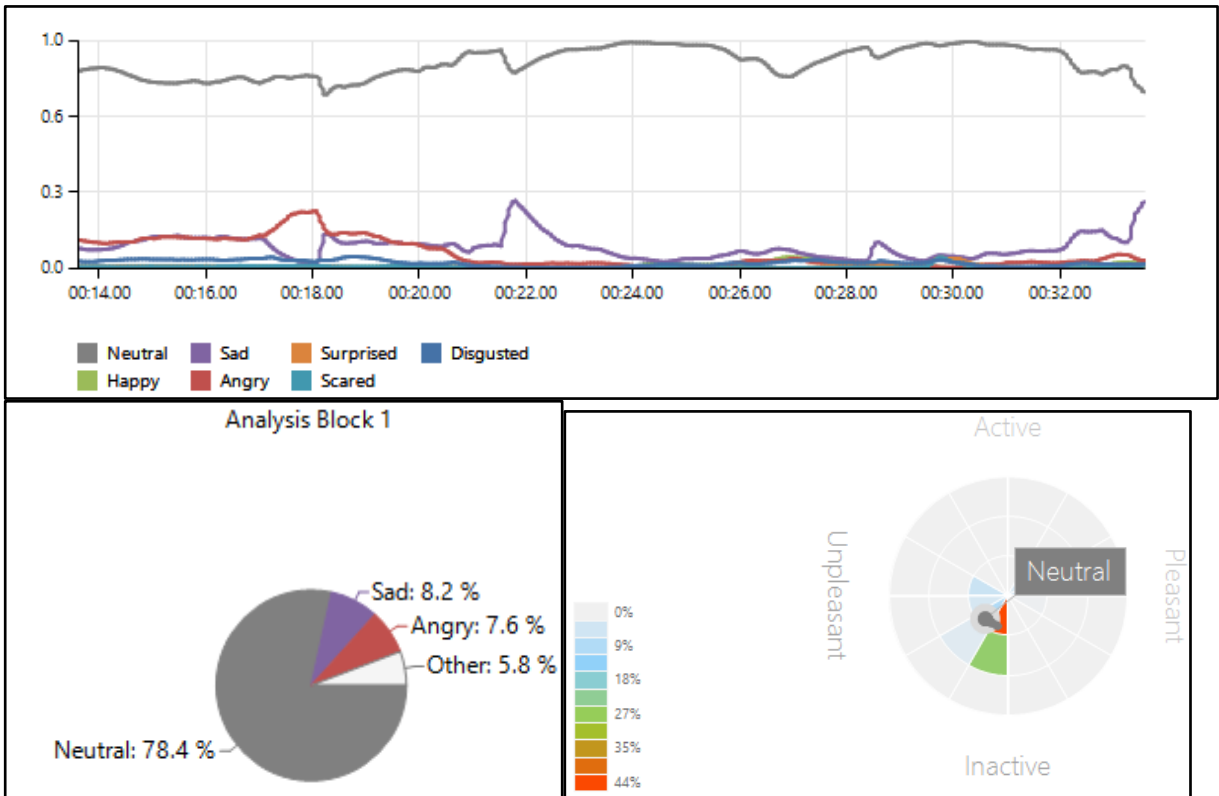 1.0
0.6
0.3
0.0
00:14.00 00:16.00 00:18.00 00:20.00 00:22.00 00:24.00 00:26.00 00:28.00 00:30.00 00:32.00
Neutral Sad Surprised Disgusted
Happy Angry Scared
Analysis Block 1
Sad: 8.2 %
Angry: 7.6 %
Other: 5.8 %
Neutral: 78.4 %
Active
Unpleasant
Pleasant
Neutral
Inactive
0%
9%
18%
27%
35%
44%